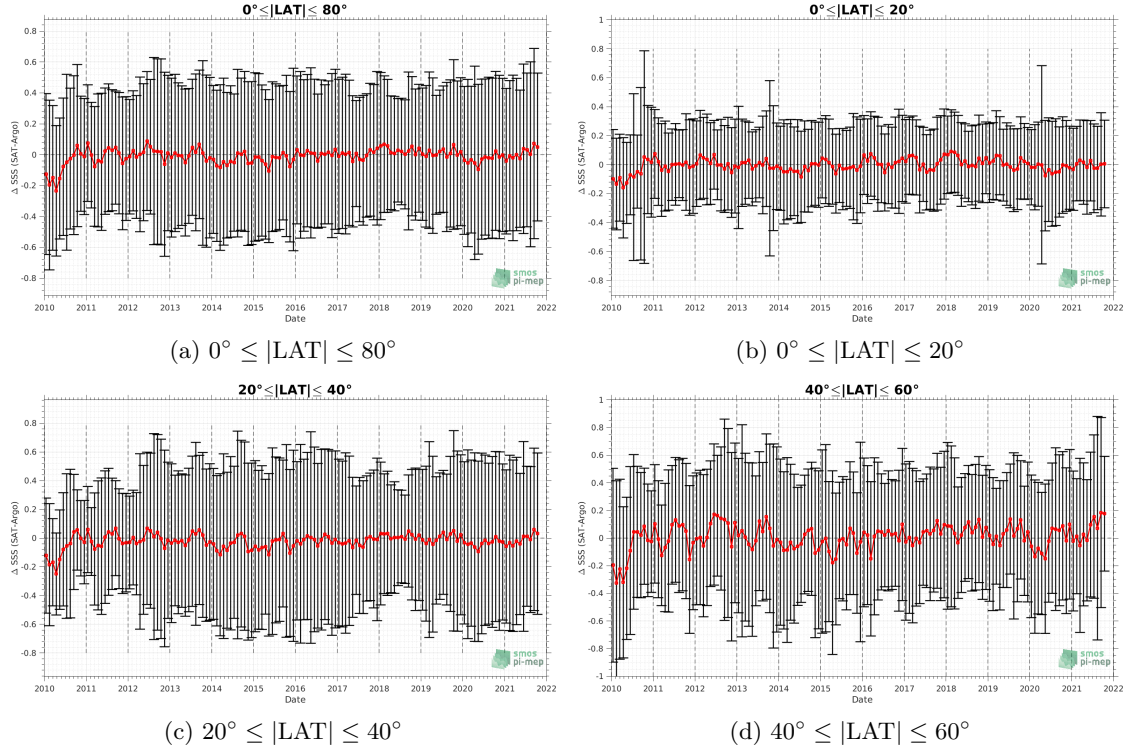 0°≤|LAT|≤ 80°
Δ SSS (SAT-Argo)
0.8
0.6
0.4
0.2
0
-0.2
-0.4
-0.6
-0.8
2010 2011 2012 2013 2014 2015 2016 2017 2018 2019 2020 2021 2022
Date
smos
pi-mep
(a) 0° ≤ |LAT| ≤ 80°
0°≤|LAT|≤ 20°
Δ SSS (SAT-Argo)
1
0.8
0.6
0.4
0.2
0
-0.2
-0.4
-0.6
-0.8
2010 2011 2012 2013 2014 2015 2016 2017 2018 2019 2020 2021 2022
Date
smos
pi-mep
(b) 0° ≤ |LAT| ≤ 20°
20°≤|LAT|≤ 40°
Δ SSS (SAT-Argo)
0.8
0.6
0.4
0.2
0
-0.2
-0.4
-0.6
-0.8
2010 2011 2012 2013 2014 2015 2016 2017 2018 2019 2020 2021 2022
Date
smos
pi-mep
(c) 20° ≤ |LAT| ≤ 40°
40°≤|LAT|≤ 60°
Δ SSS (SAT-Argo)
1
0.8
0.6
0.4
0.2
0
-0.2
-0.4
-0.6
-0.8
-1
2010 2011 2012 2013 2014 2015 2016 2017 2018 2019 2020 2021 2022
Date
smos
pi-mep
(d) 40° ≤ |LAT| ≤ 60°